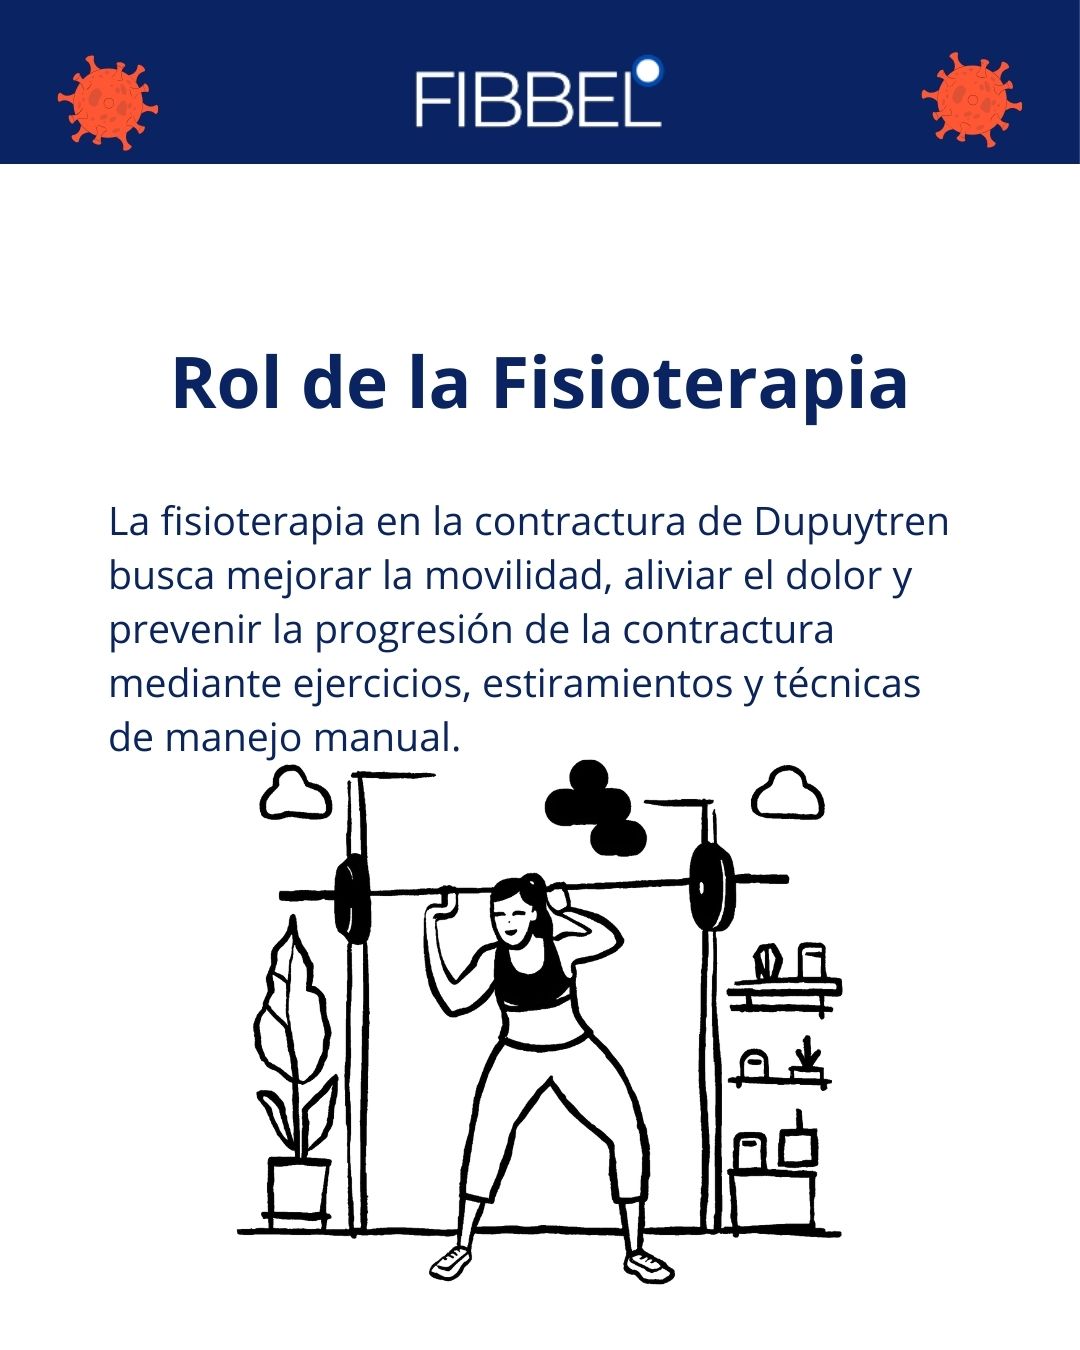 FIBBEL
Rol de la Fisioterapia
La fisioterapia en la contractura de Dupuytren
busca mejorar la movilidad, aliviar el dolor y
prevenir la progresión de la contractura
mediante ejercicios, estiramientos y técnicas
de manejo manual.